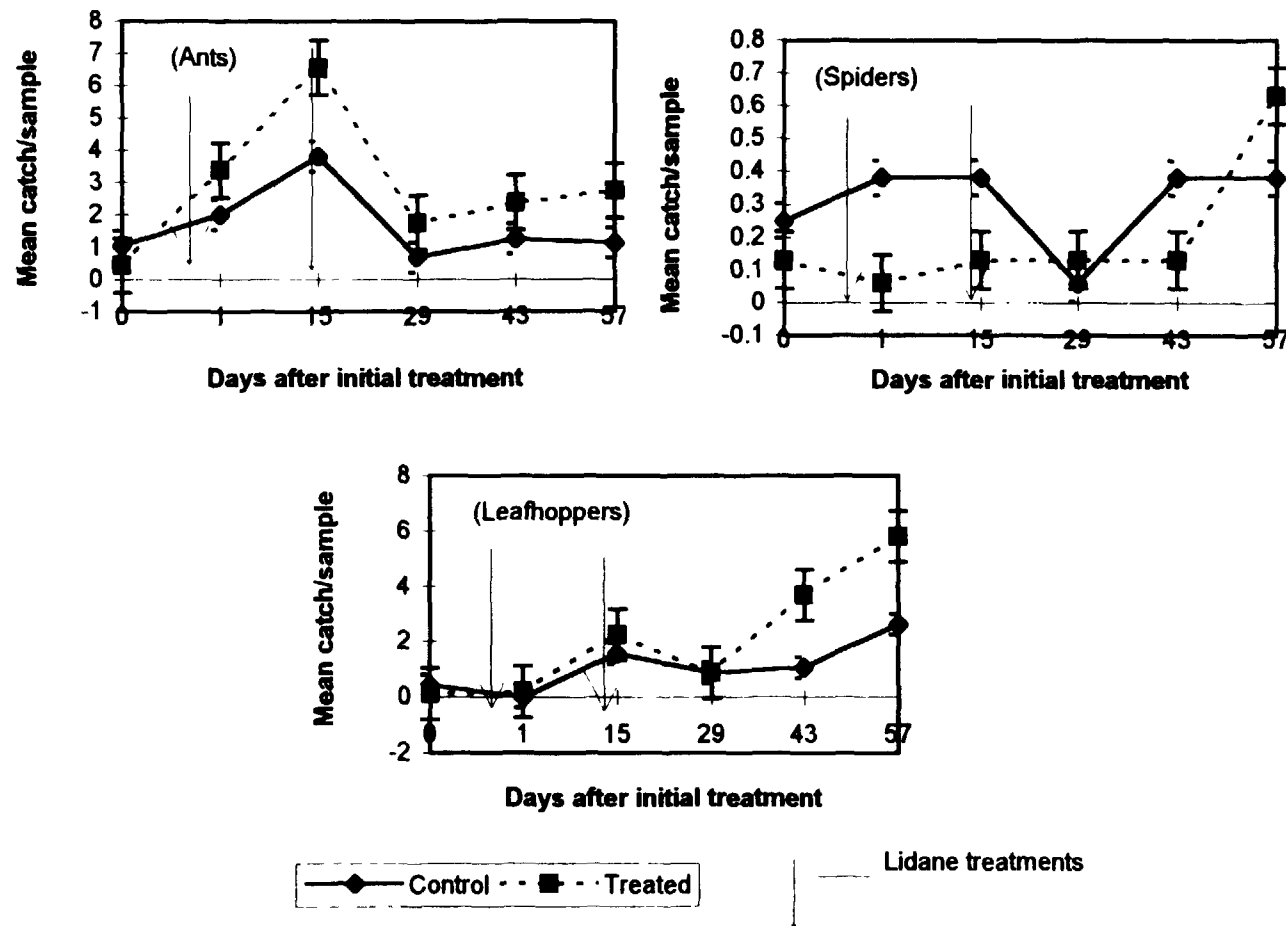 Mean catch/sample
8
7
6
5
4
3
2
1
0
-1
(Ants)
0 1 15 29 43 57
Days after initial treatment
Mean catch/sample
0.8
0.7
0.6
0.5
0.4
0.3
0.2
0.1
0
-0.1
(Spiders)
0 1 15 29 43 57
Days after initial treatment
Mean catch/sample
8
6
4
2
0
-2
(Leafhoppers)
0 1 15 29 43 57
Days after initial treatment
Control Treated
Lidane treatments